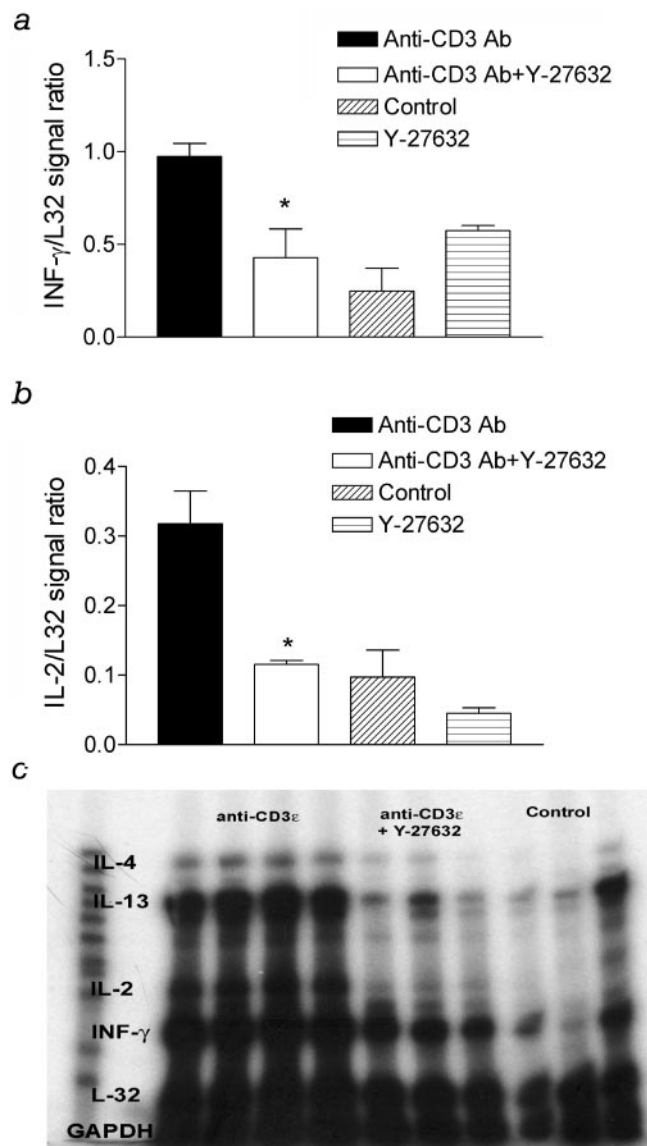 a
Anti-CD3 Ab
Anti-CD3 Ab+Y-27632
Control
Y-27632
INF-γ/L32 signal ratio
1.5
1.0
0.5
0.0
*
b
Anti-CD3 Ab
Anti-CD3 Ab+Y-27632
Control
Y-27632
IL-2/L32 signal ratio
0.4
0.3
0.2
0.1
0.0
*
c
anti-CD3ε
anti-CD3ε
+ Y-27632
Control
IL-4
IL-13
IL-2
INF-γ
L-32
GAPDH